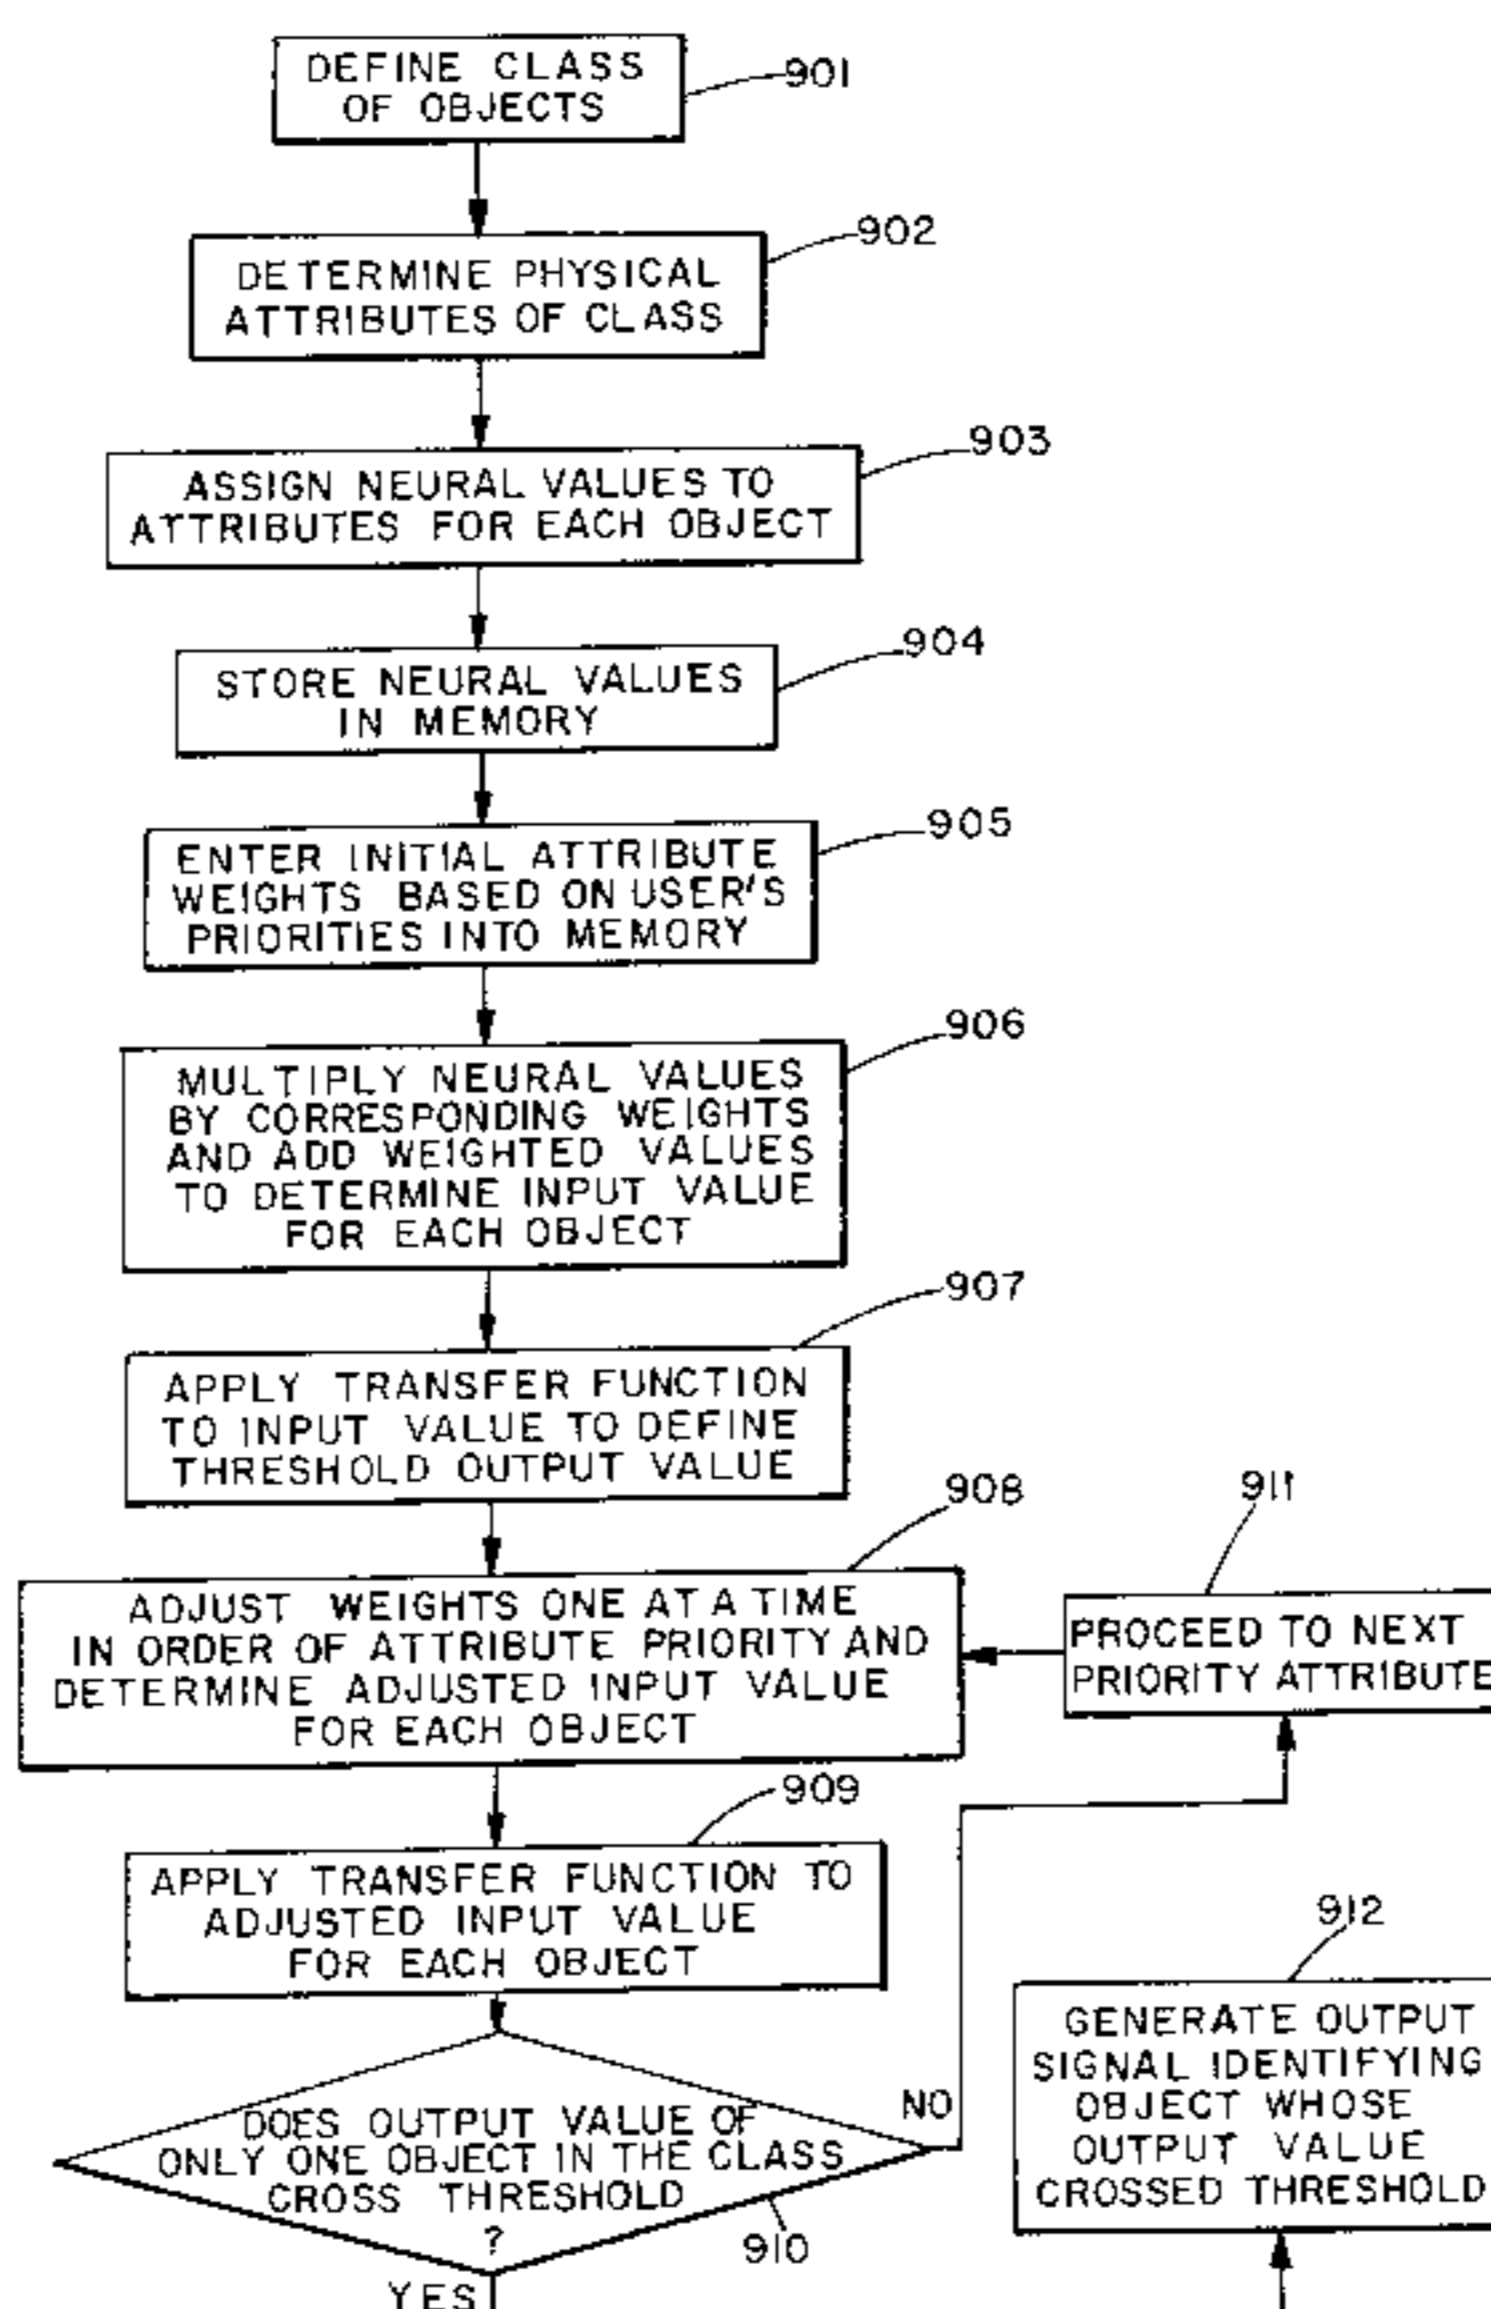 DEFINE CLASS
OF OBJECTS
901
902
DETERMINE PHYSICAL
ATTRIBUTES OF CLASS
903
ASSIGN NEURAL VALUES TO
ATTRIBUTES FOR EACH OBJECT
904
STORE NEURAL VALUES
IN MEMORY
905
ENTER INITIAL ATTRIBUTE
WEIGHTS BASED ON USER'S
PRIORITIES INTO MEMORY
906
MULTIPLY NEURAL VALUES
BY CORRESPONDING WEIGHTS
AND ADD WEIGHTED VALUES
TO DETERMINE INPUT VALUE
FOR EACH OBJECT
907
APPLY TRANSFER FUNCTION
TO INPUT VALUE TO DEFINE
THRESHOLD OUTPUT VALUE
908
ADJUST WEIGHTS ONE AT A TIME
IN ORDER OF ATTRIBUTE PRIORITY AND
DETERMINE ADJUSTED INPUT VALUE
FOR EACH OBJECT
911
PROCEED TO NEXT
PRIORITY ATTRIBUTE
909
APPLY TRANSFER FUNCTION TO
ADJUSTED INPUT VALUE
FOR EACH OBJECT
912
GENERATE OUTPUT
SIGNAL IDENTIFYING
OBJECT WHOSE
OUTPUT VALUE
CROSSED THRESHOLD
NO
DOES OUTPUT VALUE OF
ONLY ONE OBJECT IN THE CLASS
CROSS THRESHOLD
?
910
YES